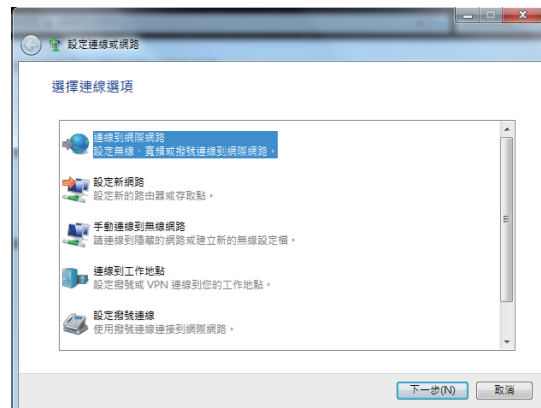 設定連線或網路
選擇連線選項
連線到網際網路
設定無線、寬頻或撥號連線到網際網路。
設定新網路
設定新的路由器或存取點。
手動連線到無線網路
請連線到隱藏的網路或建立新的無線設定檔。
連線到工作地點
設定撥號或 VPN 連線到您的工作地點。
設定撥號連線
使用撥號連線連接到網際網路。
下一步(N)
取消